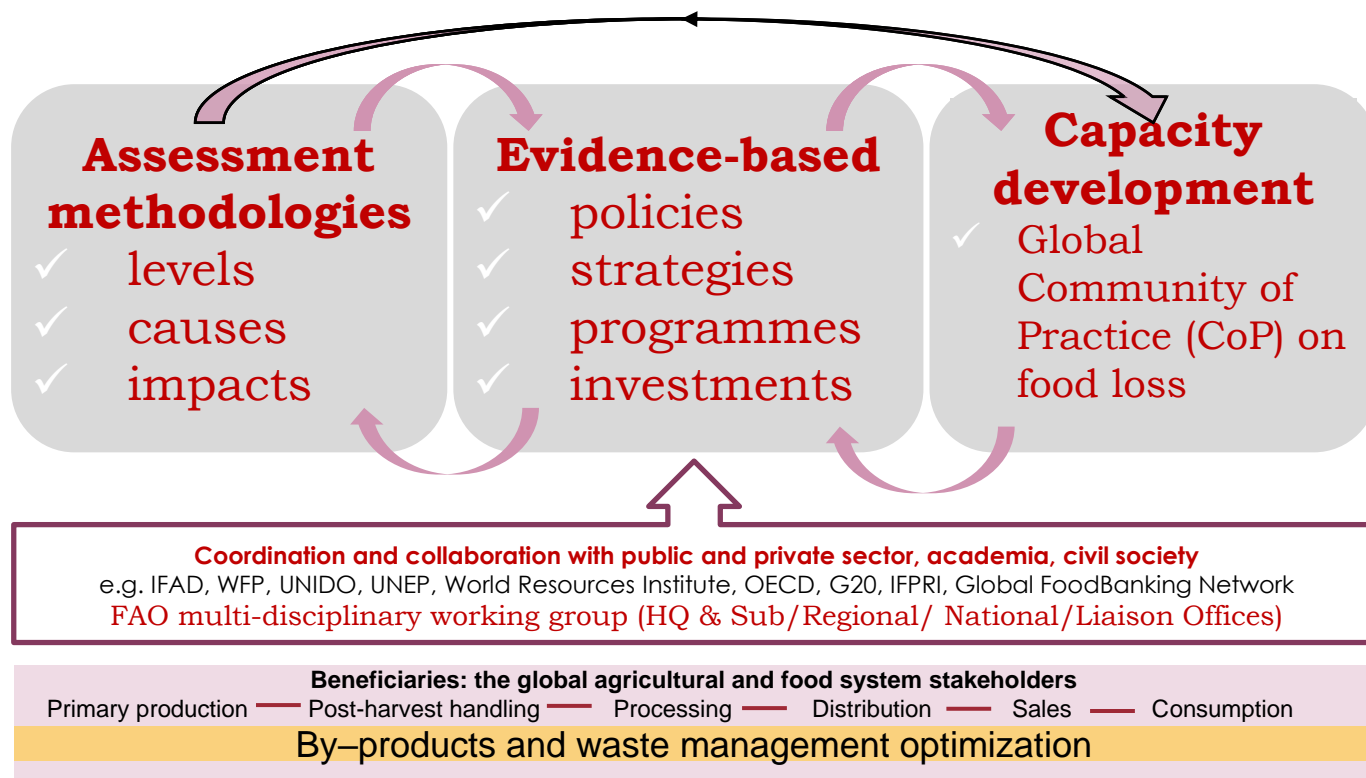 Assessment
methodologies
✓ levels
✓ causes
✓ impacts
Evidence-based
✓ policies
✓ strategies
✓ programmes
✓ investments
Capacity
development
✓ Global
Community of
Practice (CoP) on
food loss
Coordination and collaboration with public and private sector, academia, civil society
e.g. IFAD, WFP, UNIDO, UNEP, World Resources Institute, OECD, G20, IFPRI, Global FoodBanking Network
FAO multi-disciplinary working group (HQ & Sub/Regional/ National/Liaison Offices)
Beneficiaries: the global agricultural and food system stakeholders
Primary production — Post-harvest handling — Processing — Distribution — Sales — Consumption
By–products and waste management optimization